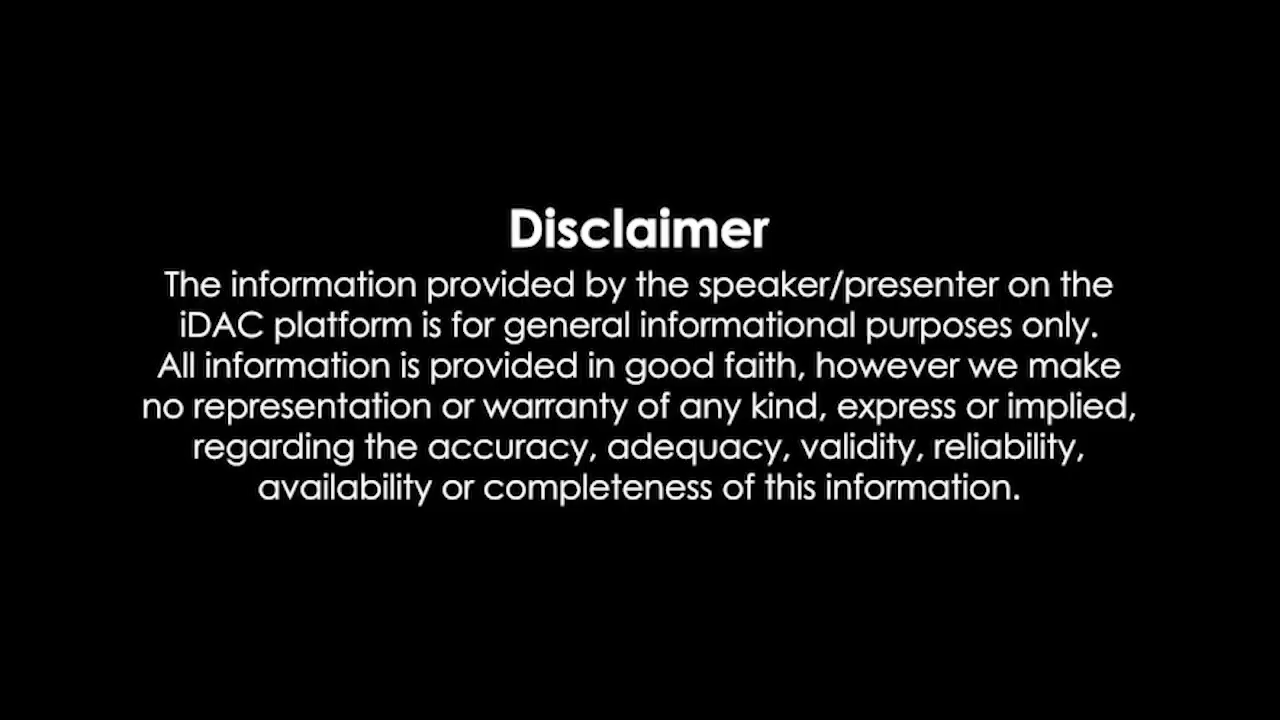 Disclaimer
The information provided by the speaker/presenter on the
iDAC platform is for general informational purposes only.
All information is provided in good faith, however we make
no representation or warranty of any kind, express or implied,
regarding the accuracy, adequacy, validity, reliability,
availability or completeness of this information.